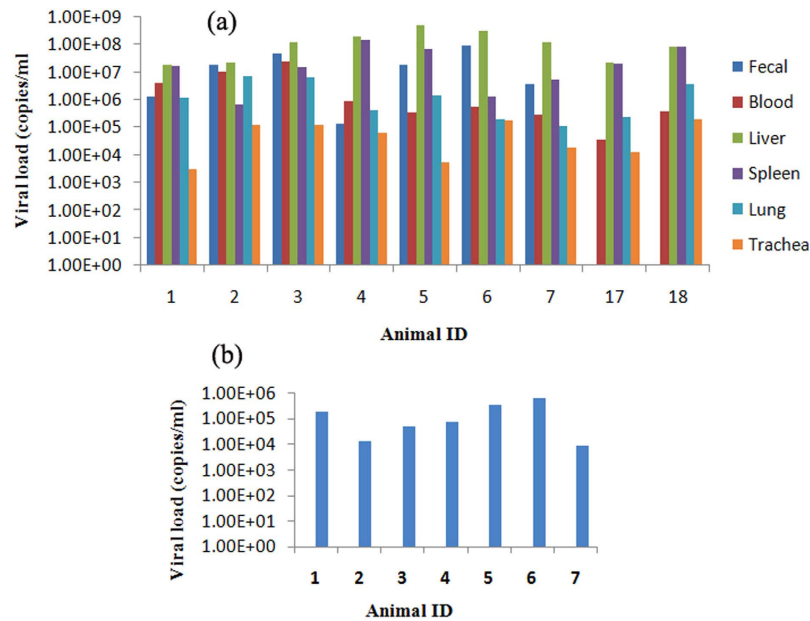 (a)
Viral load (copies/ml)
1.00E+09
1.00E+08
1.00E+07
1.00E+06
1.00E+05
1.00E+04
1.00E+03
1.00E+02
1.00E+01
1.00E+00
1 2 3 4 5 6 7 17 18
Animal ID
Fecal
Blood
Liver
Spleen
Lung
Trachea
(b)
Viral load (copies/ml)
1.00E+06
1.00E+05
1.00E+04
1.00E+03
1.00E+02
1.00E+01
1.00E+00
1 2 3 4 5 6 7
Animal ID